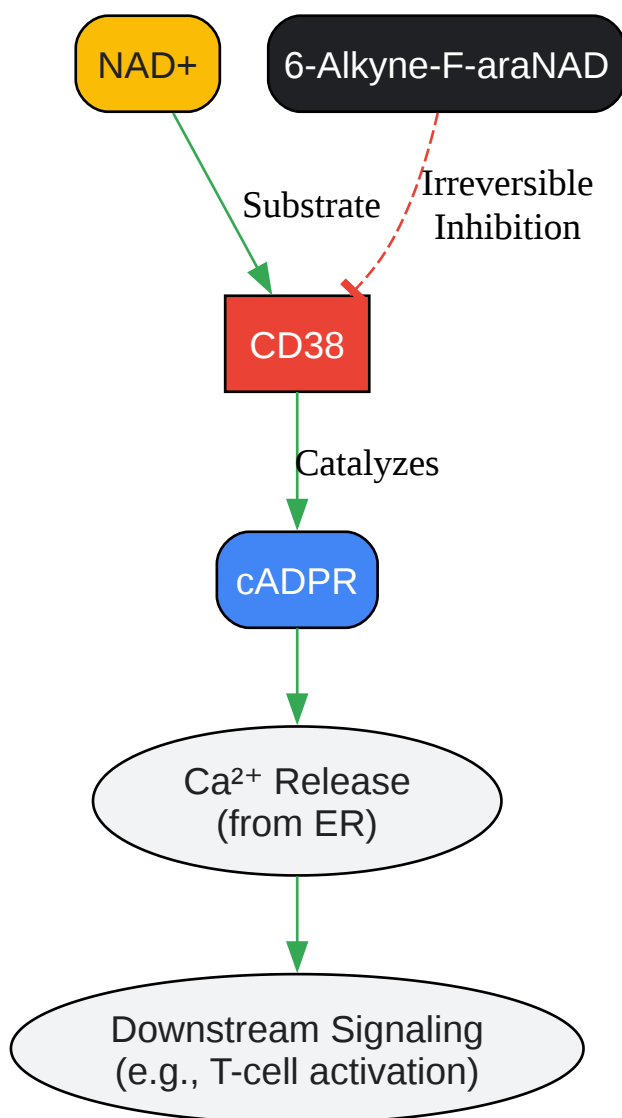 NAD+
6-Alkyne-F-araNAD
Substrate
Irreversible
Inhibition
CD38
Catalyzes
cADPR
Ca²⁺ Release
(from ER)
Downstream Signaling
(e.g., T-cell activation)